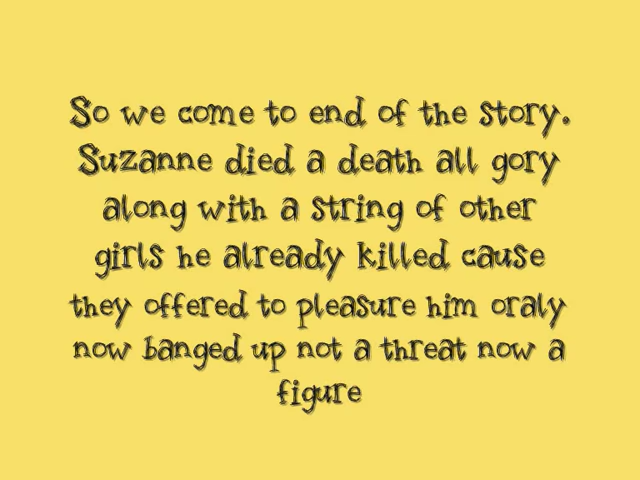 So we come to end of the story.
Suzanne died a death all gory
along with a string of other
girls he already killed cause
they offered to pleasure him oraly
now banged up not a threat now a
figure